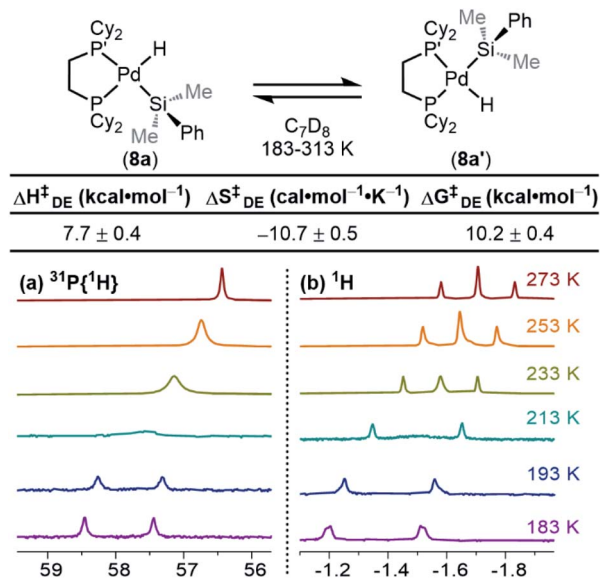 Cy₂
P'
H
Pd
P
Si
Me
Cy₂
Me
Ph
(8a)
C₇D₈
183-313 K
Cy₂
Ph
P'
Si
Me
Me
Pd
P
H
Cy₂
(8a')
ΔH‡DE (kcal•mol⁻¹) ΔS‡DE (cal•mol⁻¹•K⁻¹) ΔG‡DE (kcal•mol⁻¹)
7.7 ± 0.4 −10.7 ± 0.5 10.2 ± 0.4
(a) ³¹P{¹H} (b) ¹H 273 K
253 K
233 K
213 K
193 K
183 K
59 58 57 56 -1.2 -1.4 -1.6 -1.8